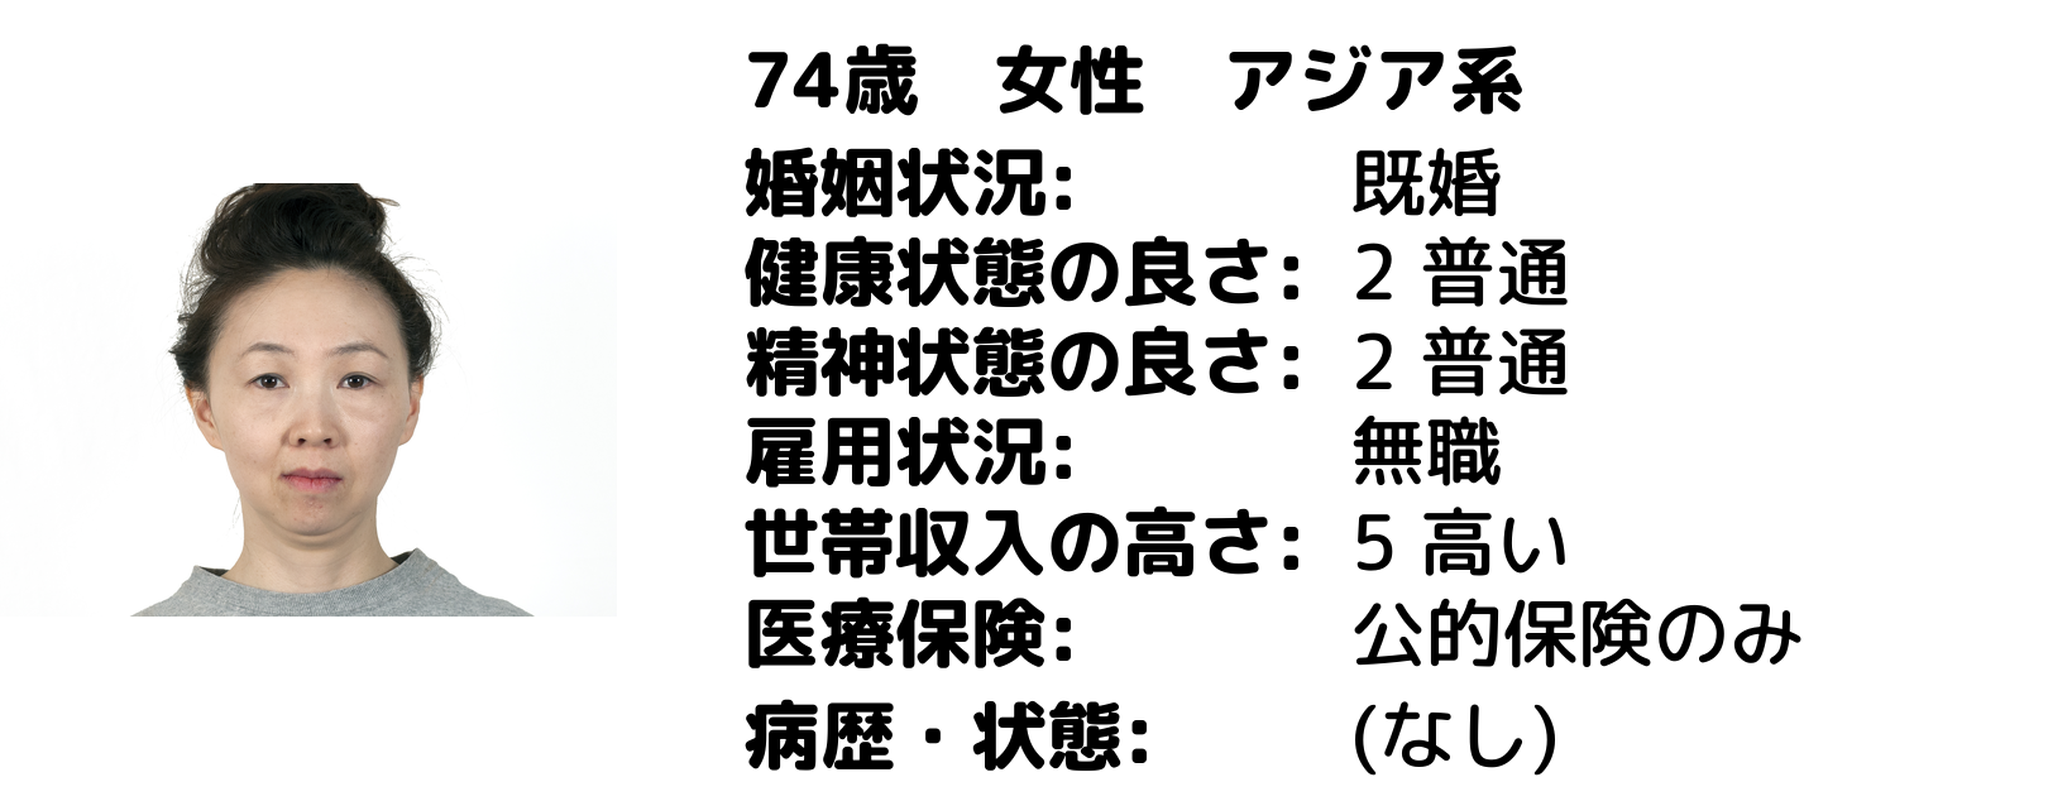 74歳　女性　アジア系
婚姻状況: 既婚
健康状態の良さ: 2 普通
精神状態の良さ: 2 普通
雇用状況: 無職
世帯収入の高さ: 5 高い
医療保険: 公的保険のみ
病歴・状態: (なし)